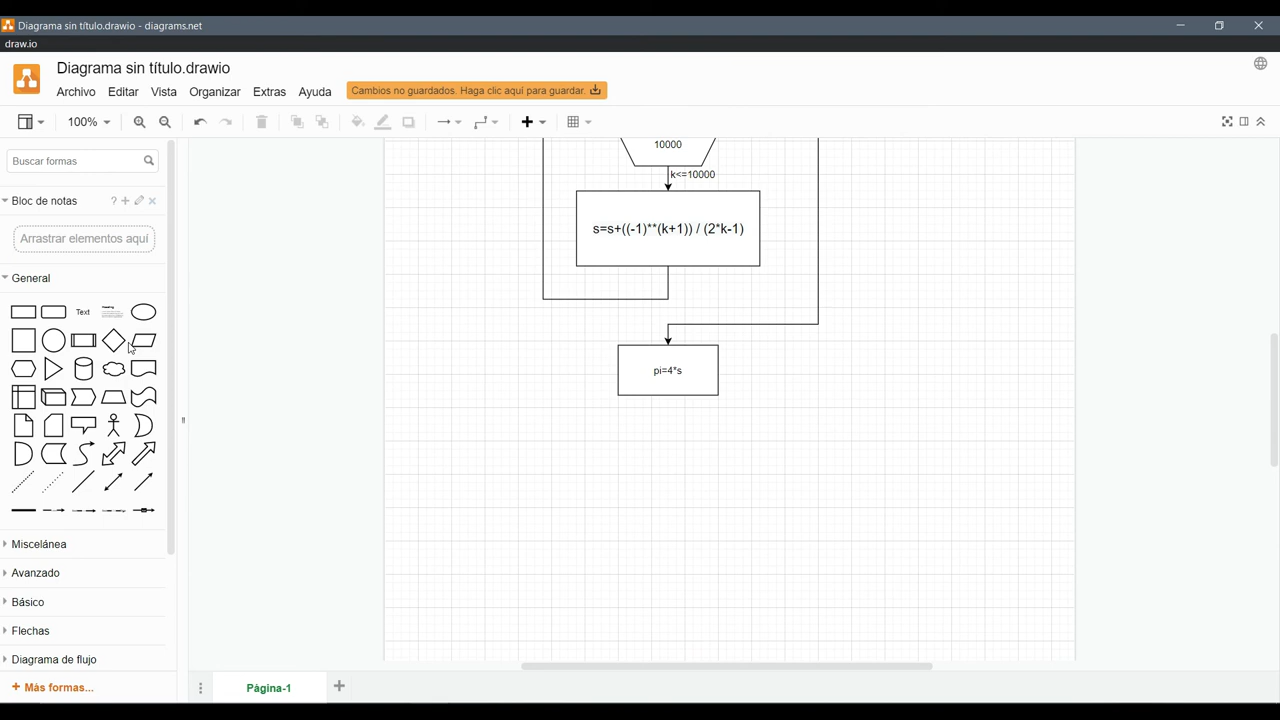 Diagrama sin título.drawio - diagrams.net
draw.io
Diagrama sin título.drawio
Archivo Editar Vista Organizar Extras Ayuda Cambios no guardados. Haga clic aquí para guardar.
100%
Buscar formas
Bloc de notas ?
Arrastrar elementos aquí
General
Text
Heading
Misceláneа
Avanzado
Básico
Flechas
Diagrama de flujo
+ Más formas...
10000
k<=10000
s=s+((-1)**(k+1)) / (2*k-1)
pi=4*s
Página-1